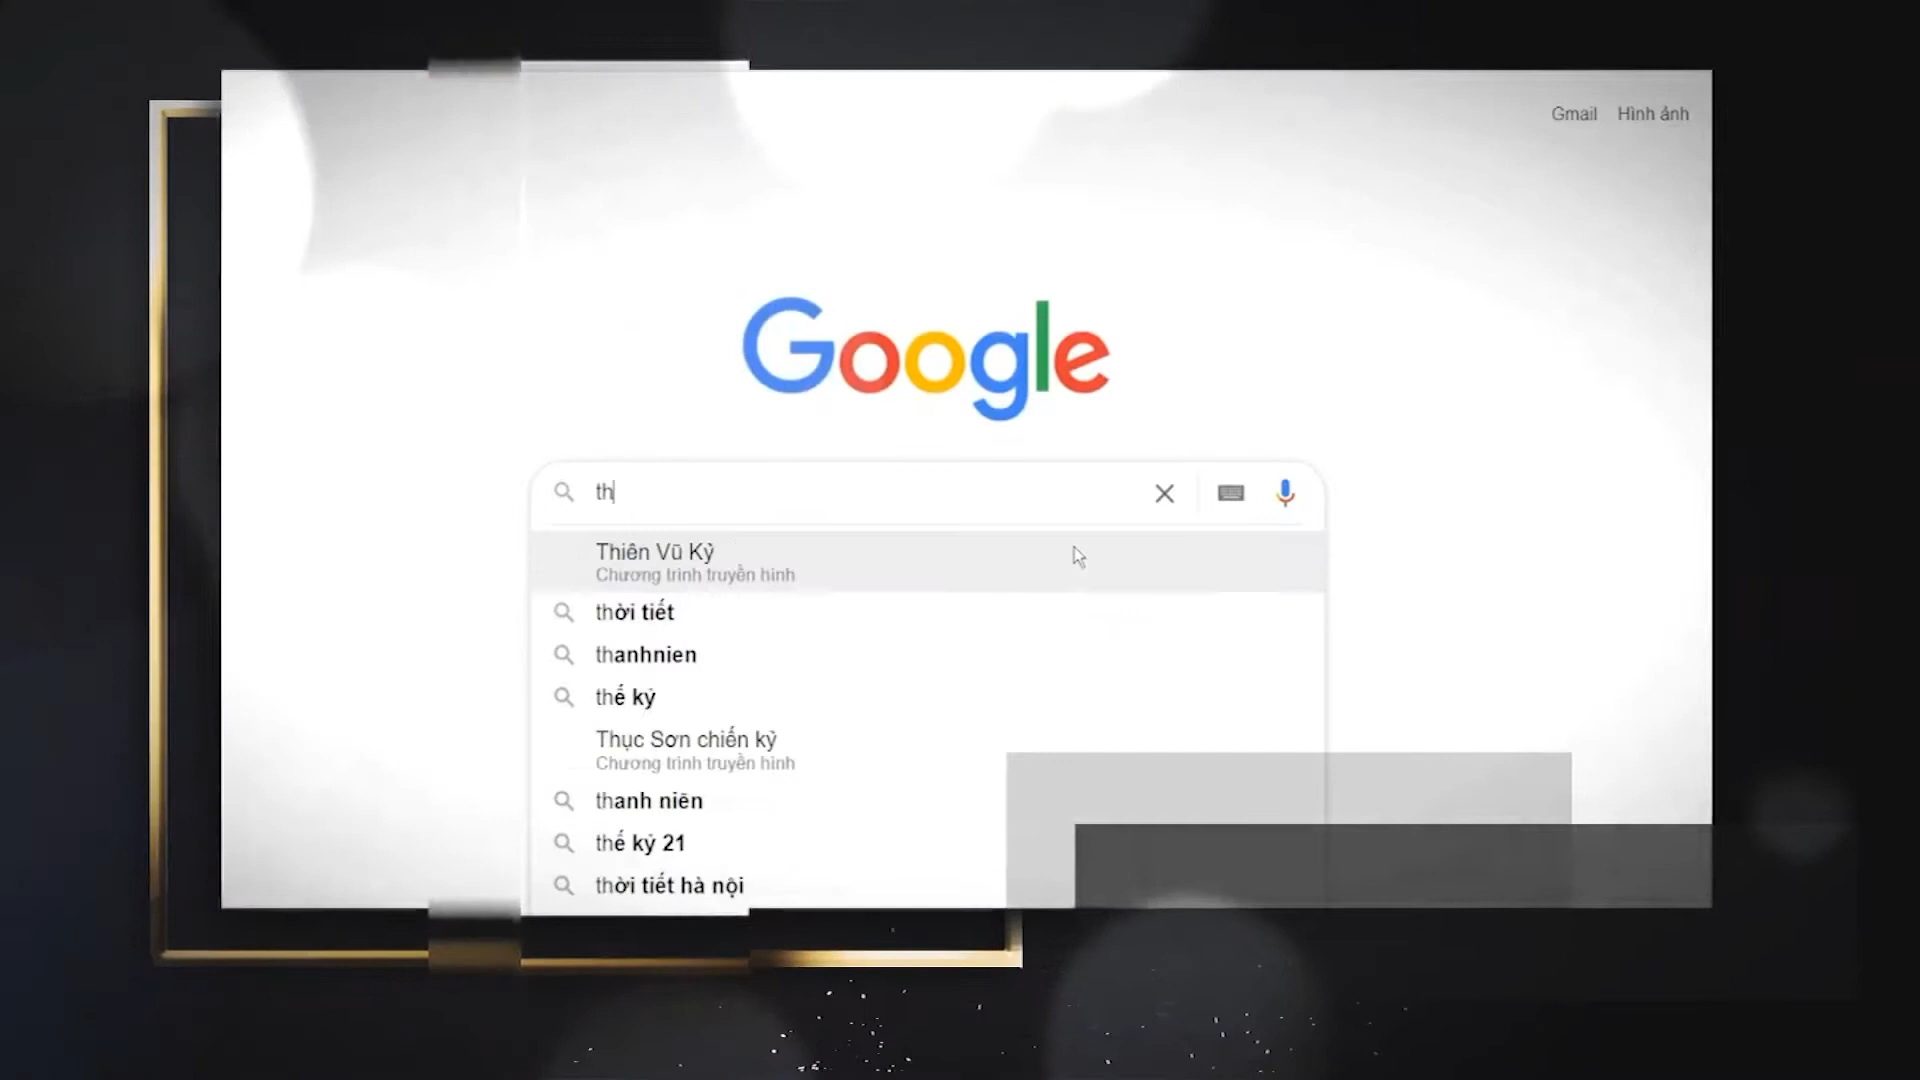 Gmail Hình ảnh
Google
th
Thiên Vũ Kỷ
Chương trình truyền hình
thời tiết
thanhnien
thế kỷ
Thục Sơn chiến kỷ
Chương trình truyền hình
thanh niên
thế kỷ 21
thời tiết hà nội